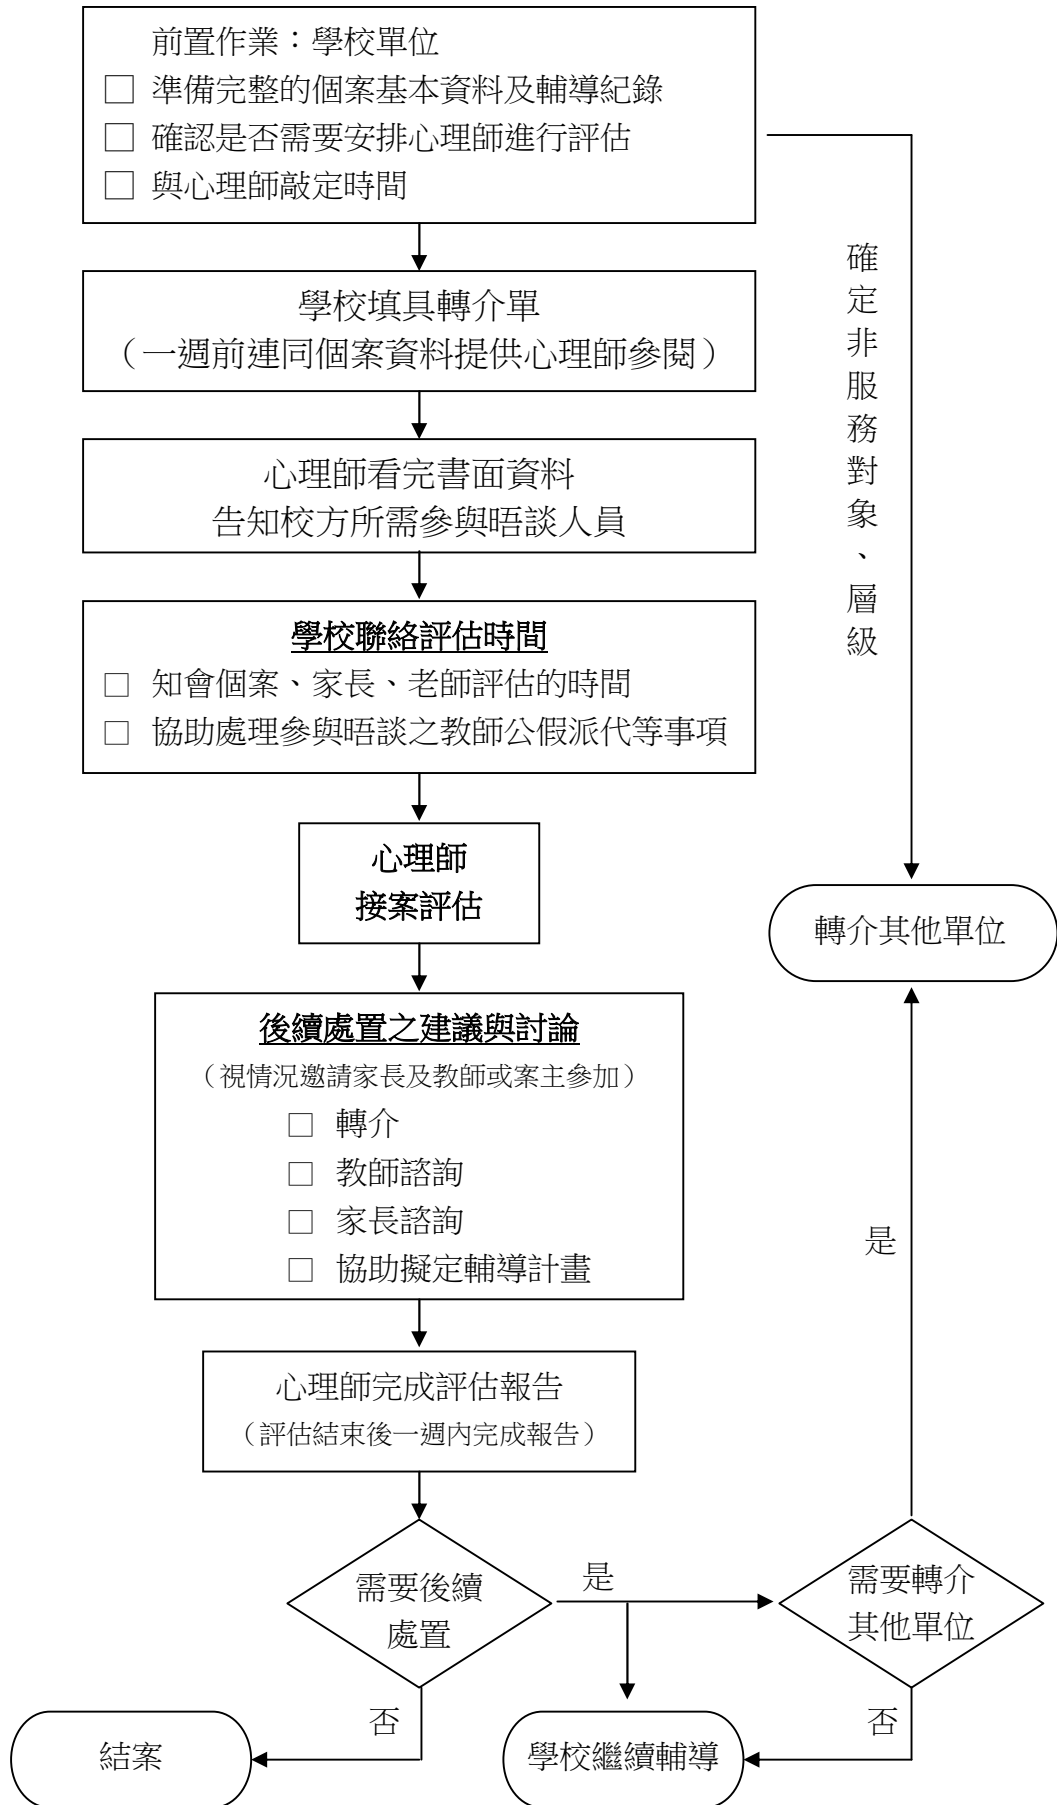 前置作業：學校單位
□ 準備完整的個案基本資料及輔導紀錄
□ 確認是否需要安排心理師進行評估
□ 與心理師敲定時間
確定非服務對象、層級
學校填具轉介單
（一週前連同個案資料提供心理師參閱）
心理師看完書面資料
告知校方所需參與晤談人員
學校聯絡評估時間
□ 知會個案、家長、老師評估的時間
□ 協助處理參與晤談之教師公假派代等事項
心理師
接案評估
轉介其他單位
後續處置之建議與討論
（視情況邀請家長及教師或案主參加）
□ 轉介
□ 教師諮詢
□ 家長諮詢
□ 協助擬定輔導計畫
是
心理師完成評估報告
（評估結束後一週內完成報告）
需要後續
處置
是
需要轉介
其他單位
否
否
結案
學校繼續輔導